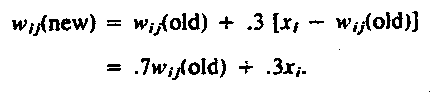 wij(new) = wij(old) + .3 [xi − wij(old)]
= .7wij(old) + .3xi.